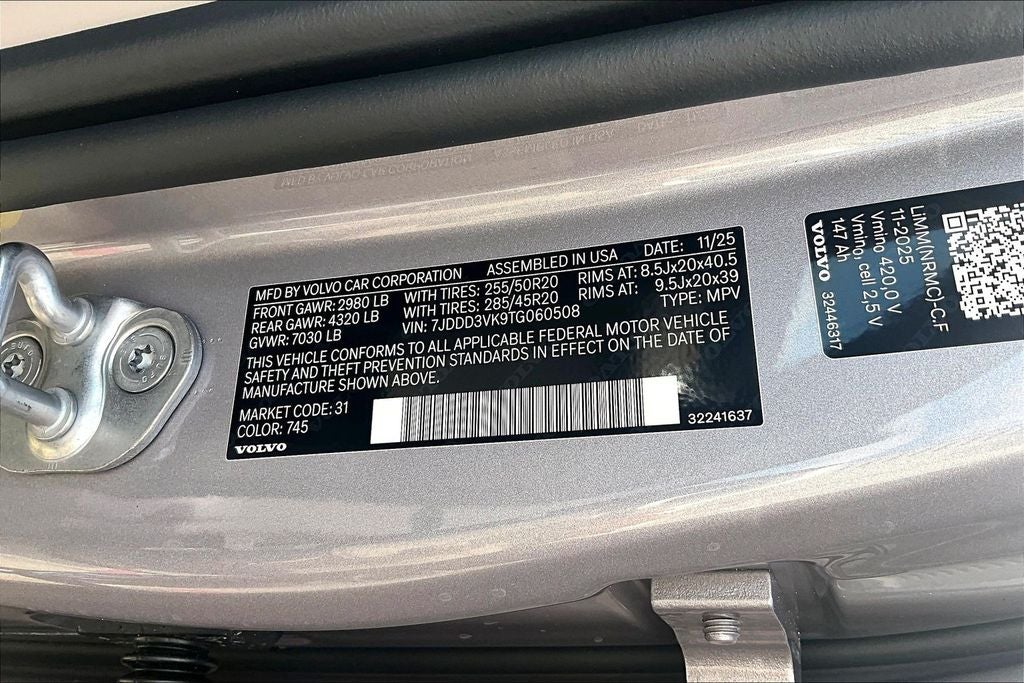 MFD BY VOLVO CAR CORPORATION ASSEMBLED IN USA DATE: 11/25
FRONT GAWR: 2980 LB WITH TIRES: 255/50R20 RIMS AT: 8.5Jx20x40.5
REAR GAWR: 4320 LB WITH TIRES: 285/45R20 RIMS AT: 9.5Jx20x39
GVWR: 7030 LB VIN: 7JDDD3VK9TG060508 TYPE: MPV
THIS VEHICLE CONFORMS TO ALL APPLICABLE FEDERAL MOTOR VEHICLE
SAFETY AND THEFT PREVENTION STANDARDS IN EFFECT ON THE DATE OF
MANUFACTURE SHOWN ABOVE.
MARKET CODE: 31
COLOR: 745
32241637
VOLVO
LiMM(NRM(C)-C.F
11-2025
Vmino 420.0 V
Vminp, cell 2.5 V
147 Ah
VOLVO 32446317